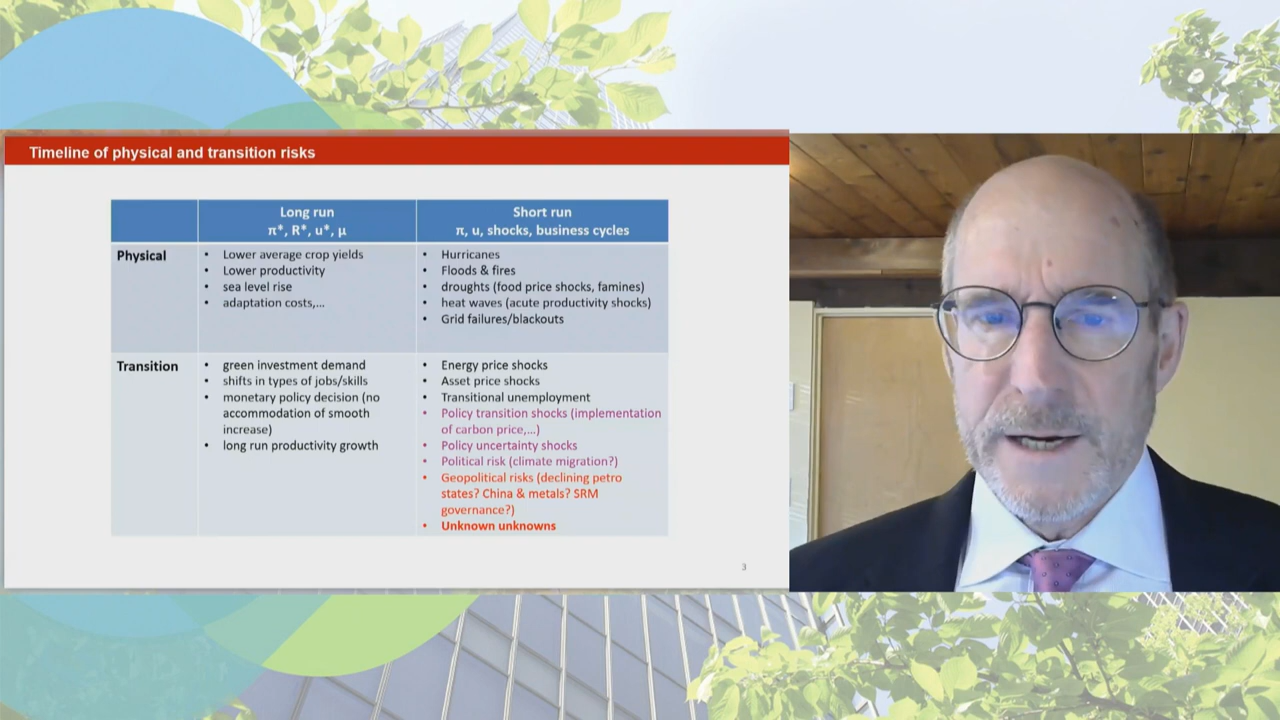 Timeline of physical and transition risks
Long run
π*, R*, u*, μ
Short run
π, u, shocks, business cycles
Physical
• Lower average crop yields
• Lower productivity
• sea level rise
• adaptation costs,...
• Hurricanes
• Floods & fires
• droughts (food price shocks, famines)
• heat waves (acute productivity shocks)
• Grid failures/blackouts
Transition
• green investment demand
• shifts in types of jobs/skills
• monetary policy decision (no
accommodation of smooth
increase)
• long run productivity growth
• Energy price shocks
• Asset price shocks
• Transitional unemployment
• Policy transition shocks (implementation
of carbon price,...)
• Policy uncertainty shocks
• Political risk (climate migration?)
• Geopolitical risks (declining petro
states? China & metals? SRM
governance?)
• Unknown unknowns
3